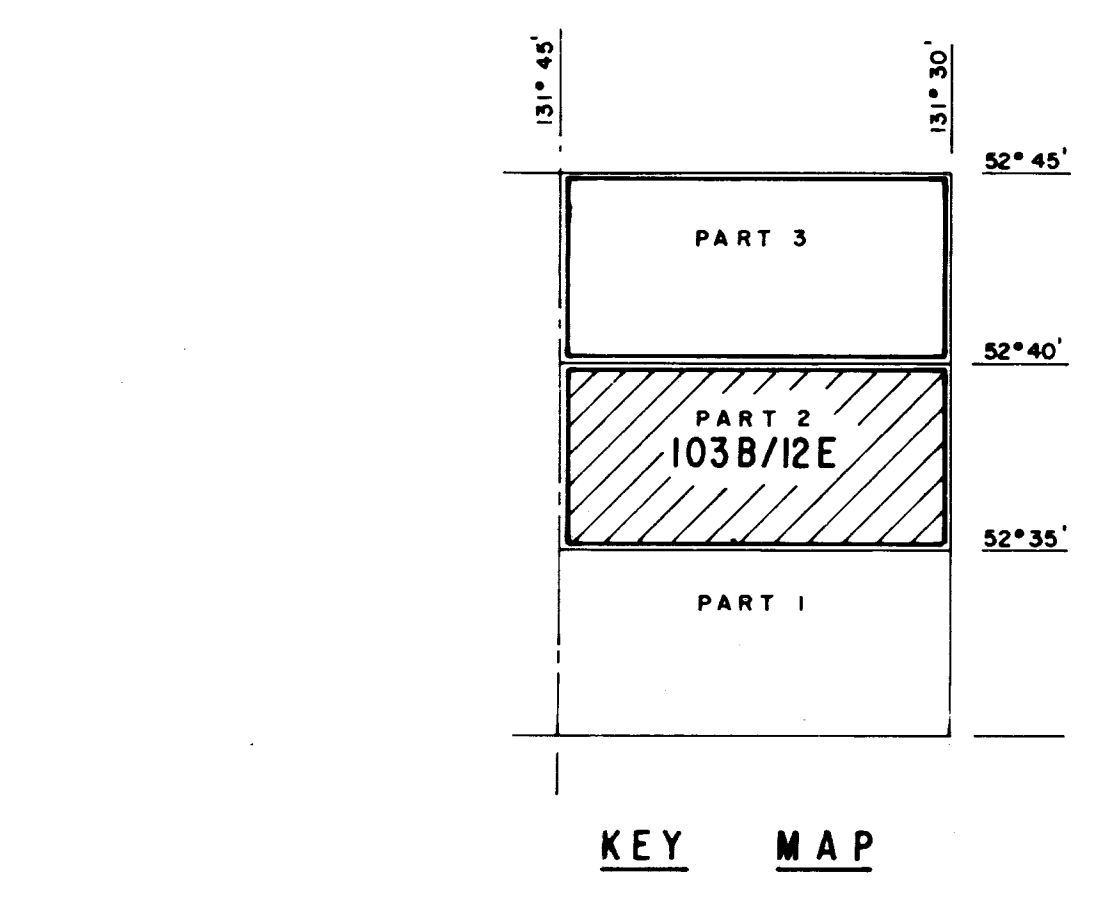 131° 45'
131° 30'
52° 45'
PART 3
52° 40'
PART 2
103B/12E
52° 35'
PART 1
KEY MAP